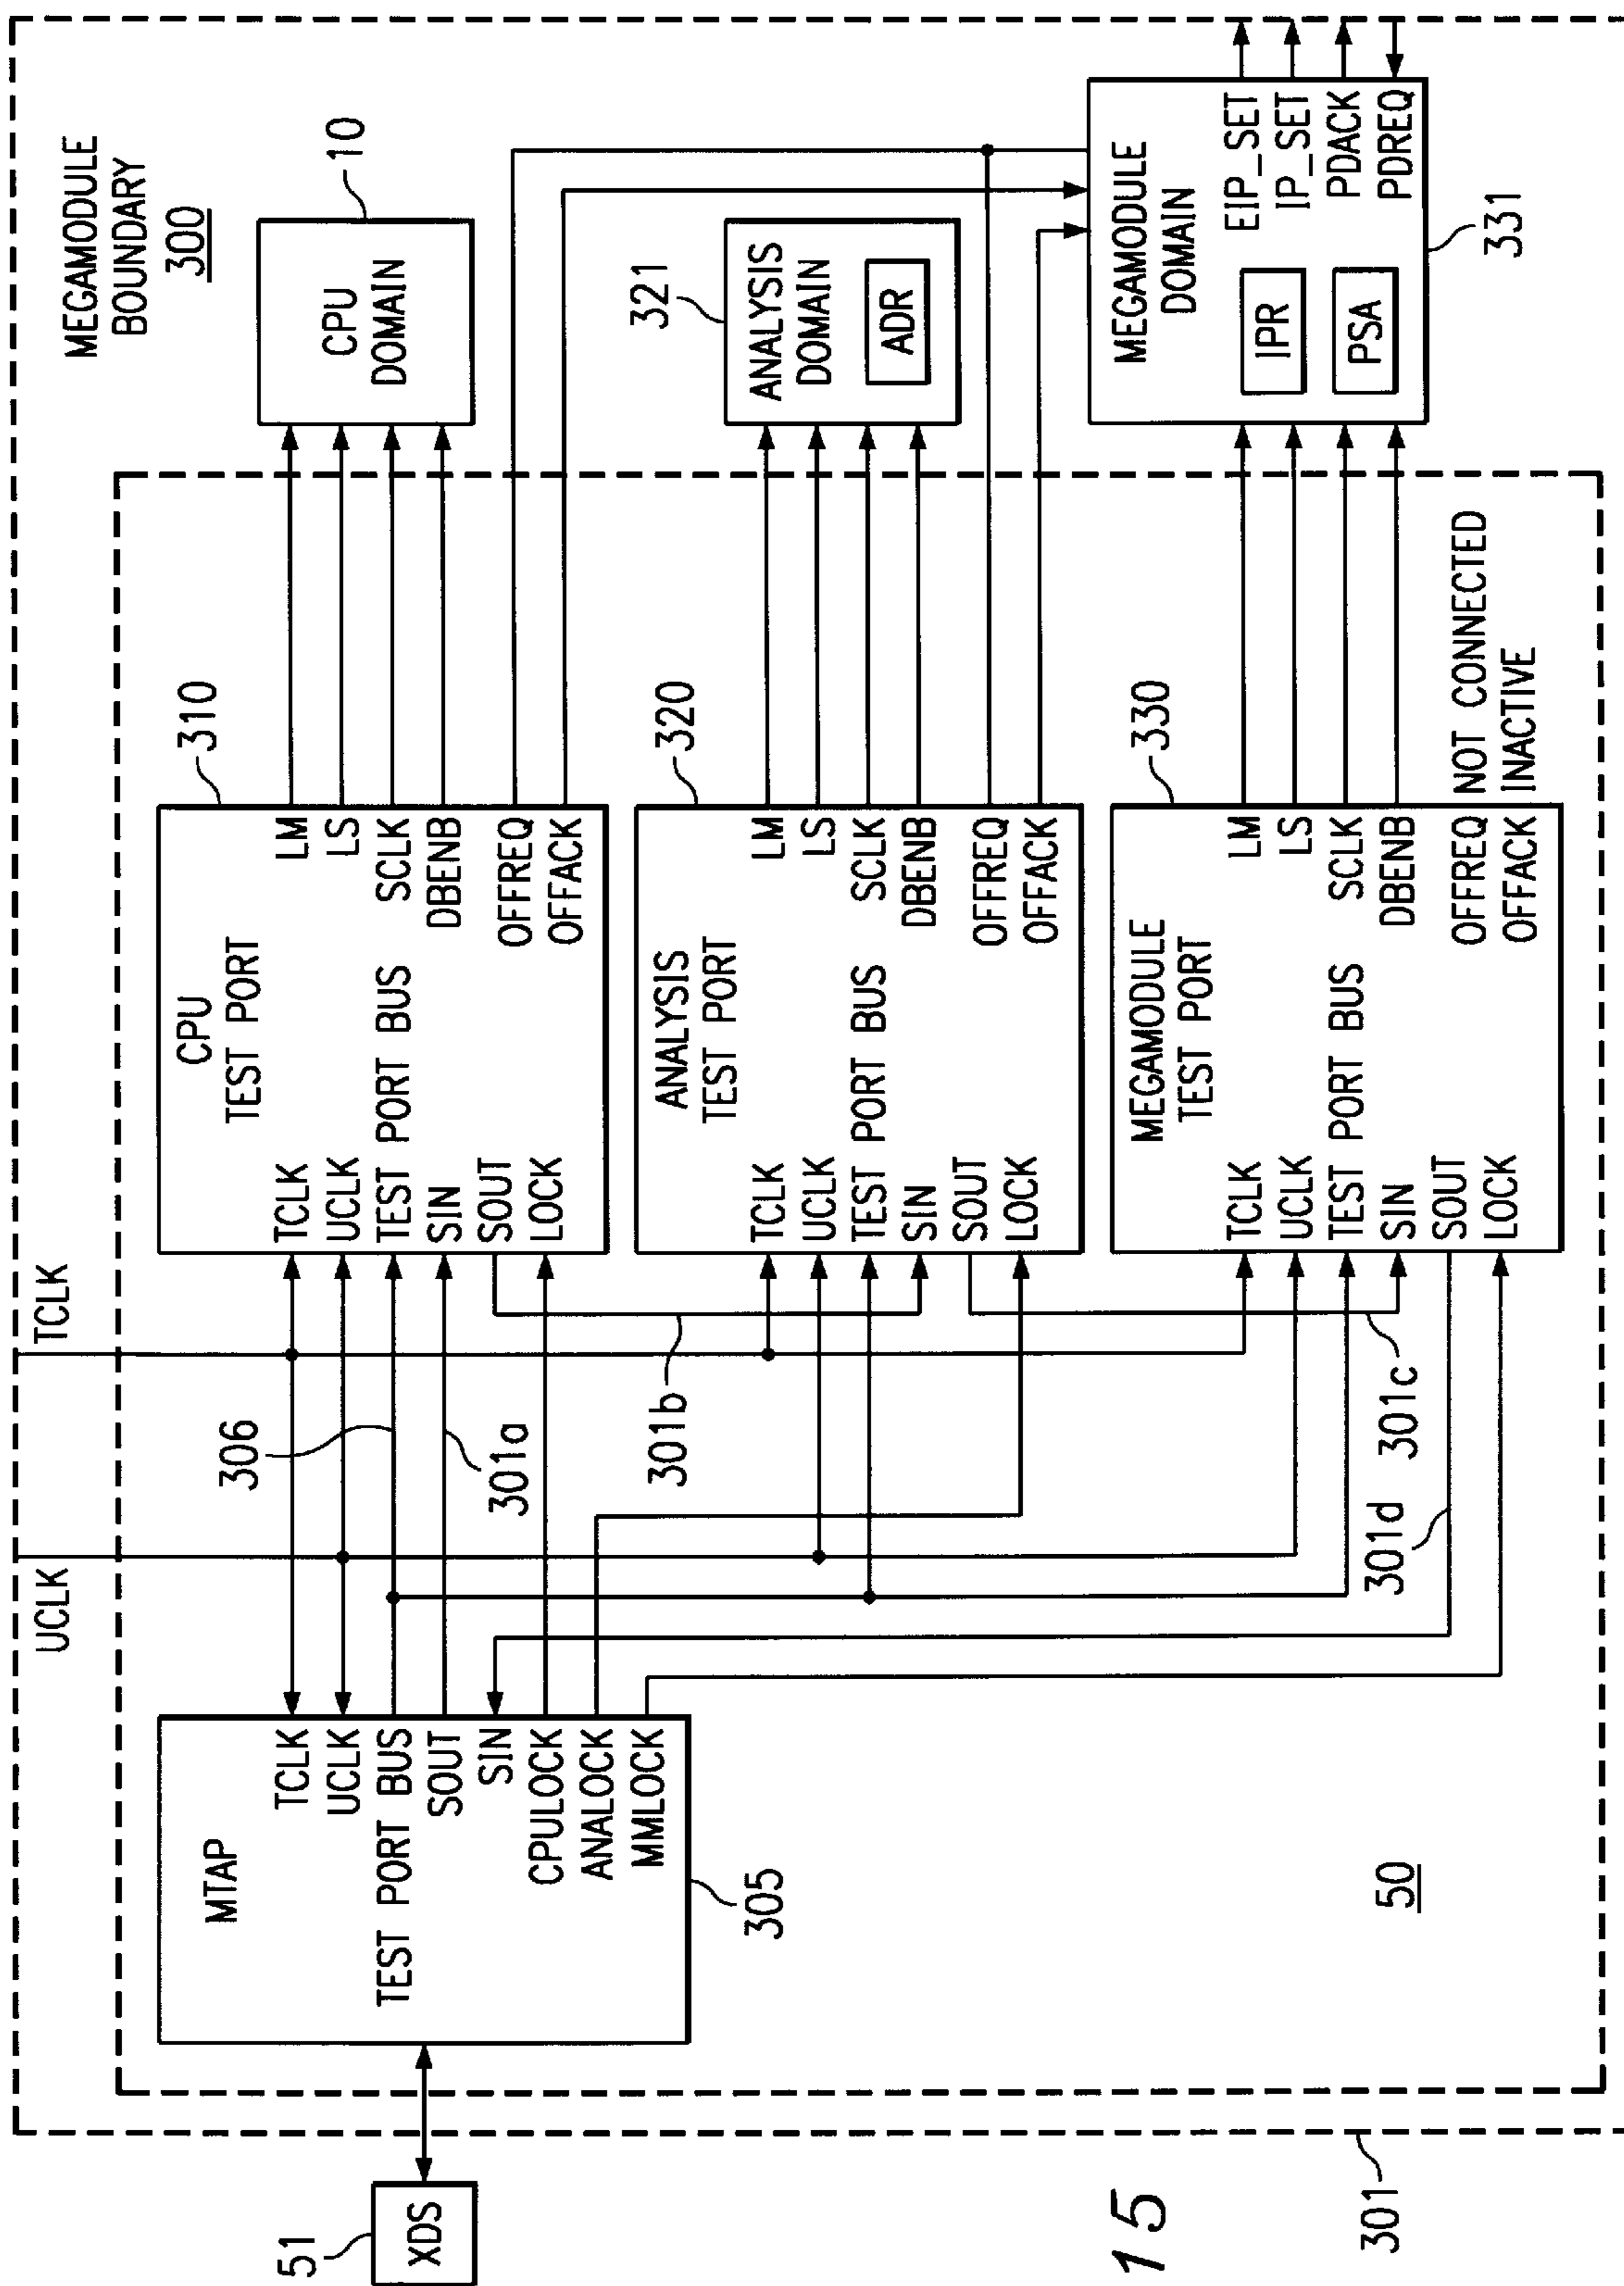 MEGAMODULE
BOUNDARY
300
UCLK
TCLK
51
XDS
MTAP
TCLK
UCLK
TEST PORT BUS
SOUT
SIN
CPULOCK
ANALOCK
MMLOCK
305
306
301a
301b
301c
301d
310
CPU
TEST PORT
TCLK
UCLK
TEST PORT BUS
SIN
SOUT
LOCK
LM
LS
SCLK
DBENB
OFFREQ
OFFACK
10
CPU
DOMAIN
320
ANALYSIS
TEST PORT
TCLK
UCLK
TEST PORT BUS
SIN
SOUT
LOCK
LM
LS
SCLK
DBENB
OFFREQ
OFFACK
321
ANALYSIS
DOMAIN
ADR
330
MEGAMODULE
TEST PORT
TCLK
UCLK
TEST PORT BUS
SIN
SOUT
LOCK
LM
LS
SCLK
DBENB
OFFREQ
OFFACK
NOT CONNECTED
INACTIVE
MEGAMODULE
DOMAIN
IPR
PSA
EIP_SET
IP_SET
PDACK
PDREQ
331
50
301
15